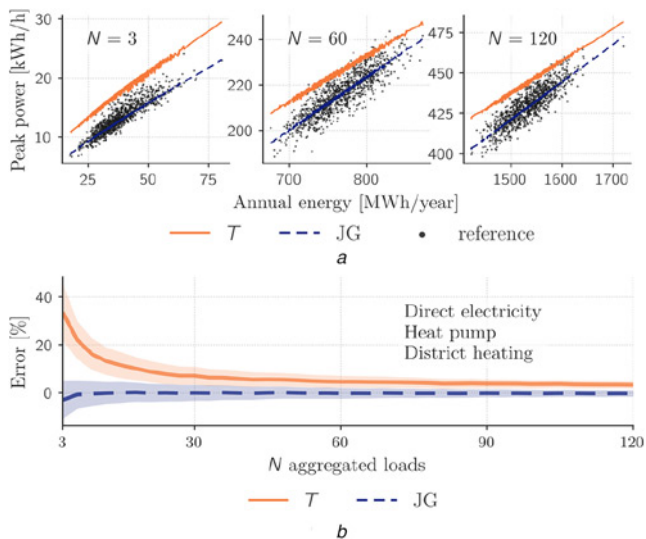 Peak power [kWh/h]
30
20
10
N = 3
25 50 75
240
220
200
N = 60
700 800
475
450
425
400
N = 120
1500 1600 1700
Annual energy [MWh/year]
T JG reference
a
Error [%]
40
20
0
Direct electricity
Heat pump
District heating
3 30 60 90 120
N aggregated loads
T JG
b